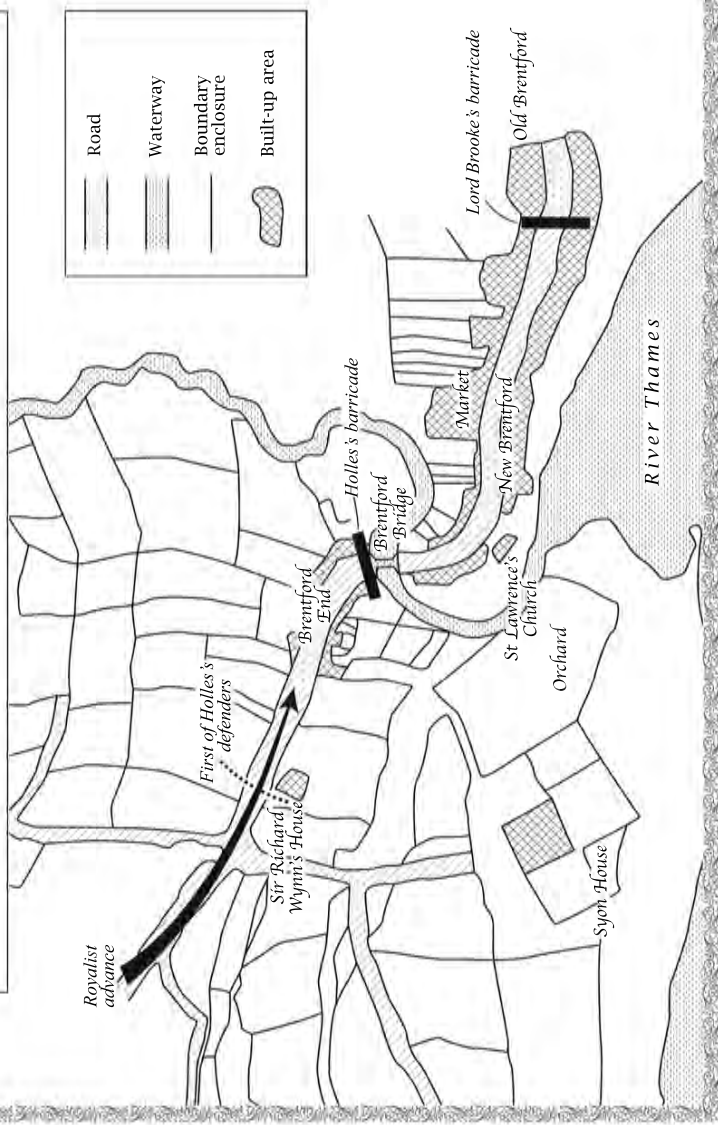 Road
Waterway
Boundary
enclosure
Built-up area
Royalist
advance
First of Holles's
defenders
Sir Richard
Wynn's House
Brentford
End
Holles's barricade
Brentford
Bridge
Market
New Brentford
Lord Brooke's barricade
Old Brentford
St Lawrence's
Church
Orchard
Syon House
River Thames